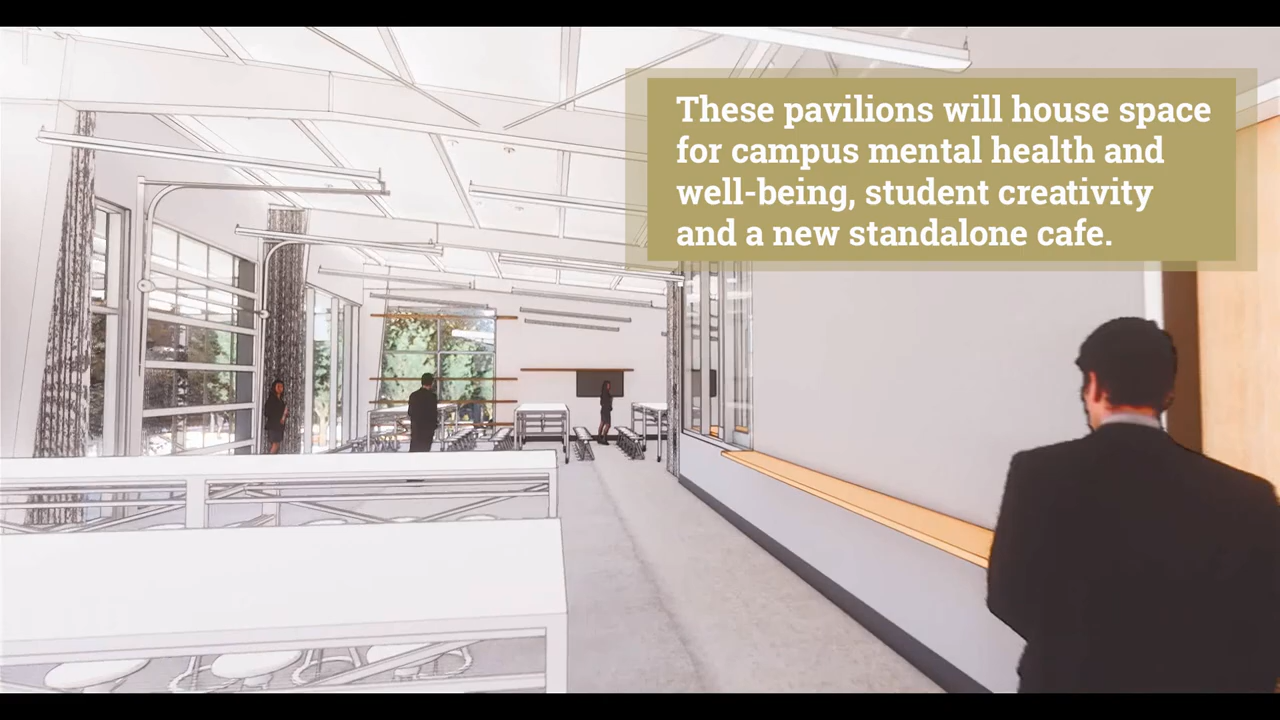 These pavilions will house space
for campus mental health and
well-being, student creativity
and a new standalone cafe.